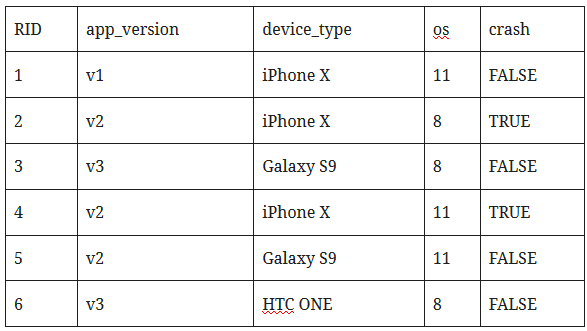 RID app_version device_type os crash
1 v1 iPhone X 11 FALSE
2 v2 iPhone X 8 TRUE
3 v3 Galaxy S9 8 FALSE
4 v2 iPhone X 11 TRUE
5 v2 Galaxy S9 11 FALSE
6 v3 HTC ONE 8 FALSE